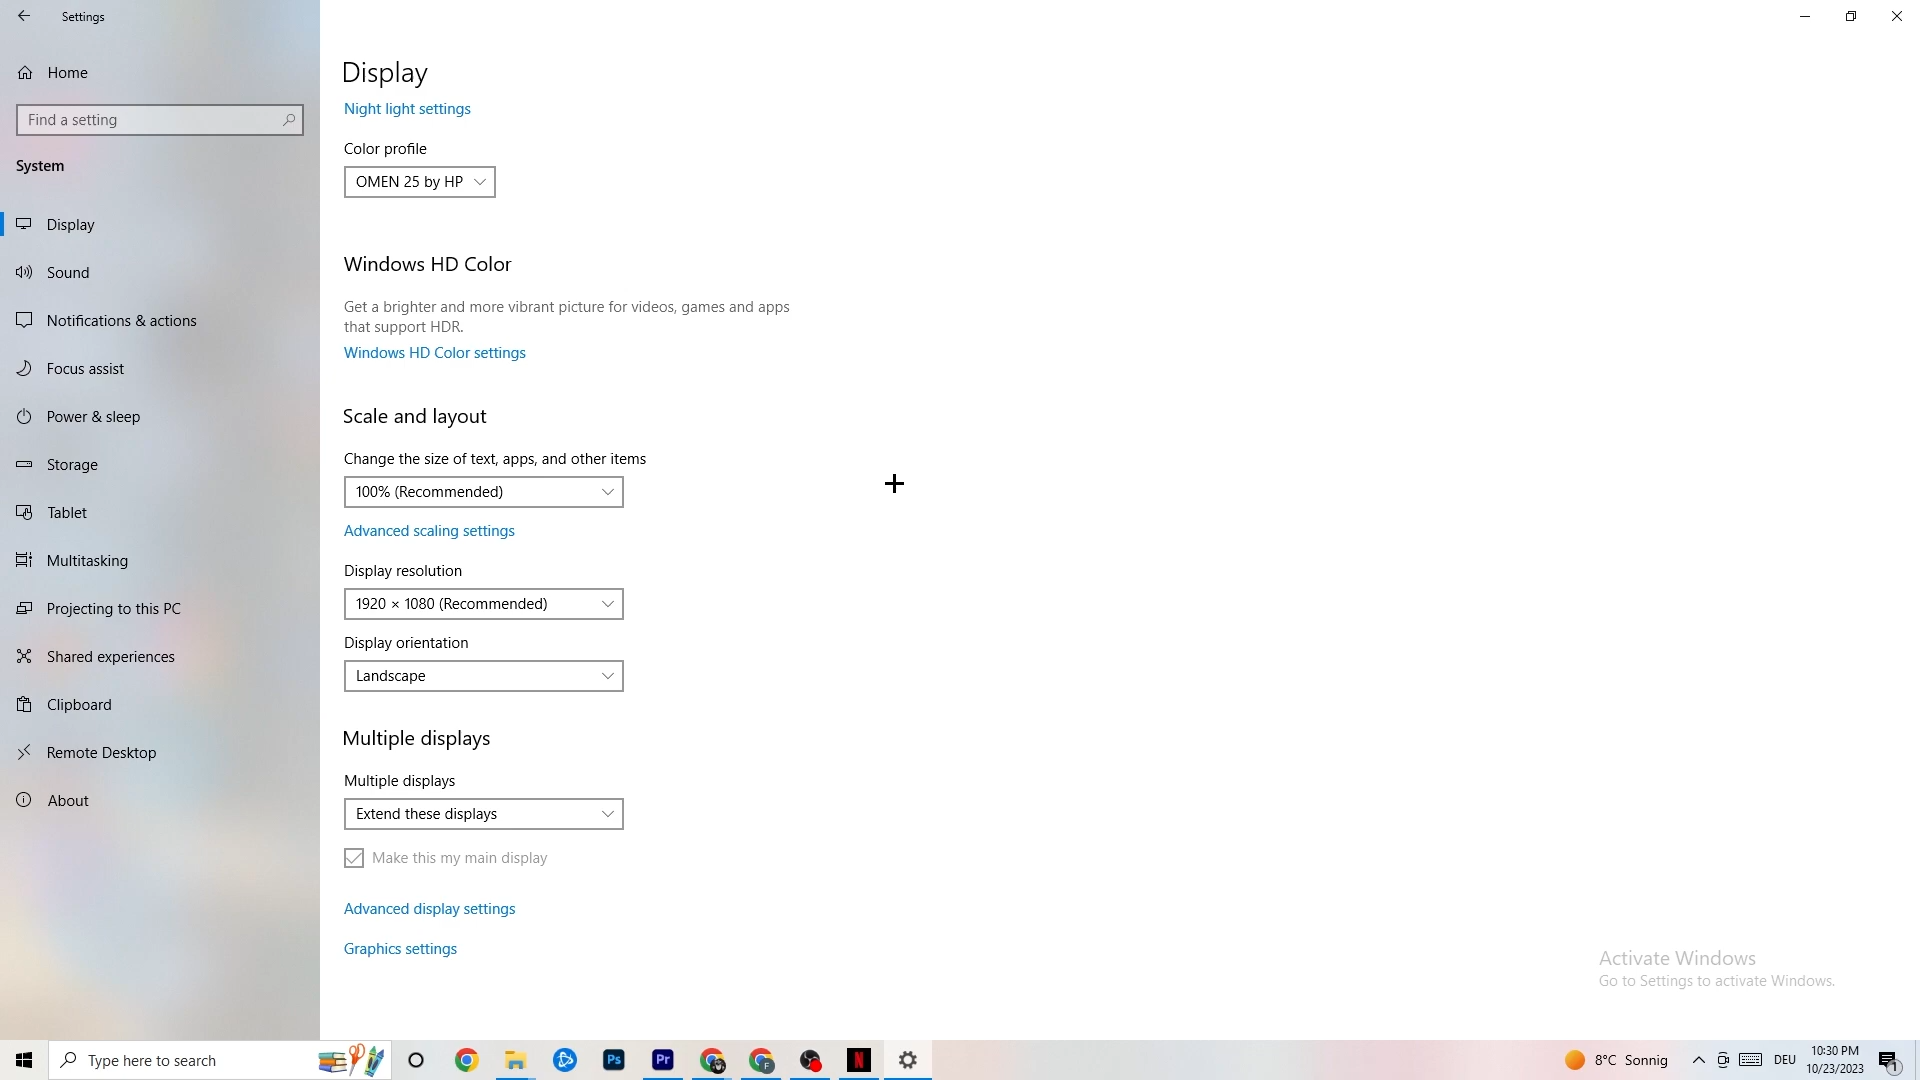 Settings
Home
Find a setting
System
Display
Sound
Notifications & actions
Focus assist
Power & sleep
Storage
Tablet
Multitasking
Projecting to this PC
Shared experiences
Clipboard
Remote Desktop
About
Display
Night light settings
Color profile
OMEN 25 by HP
Windows HD Color
Get a brighter and more vibrant picture for videos, games and apps
that support HDR.
Windows HD Color settings
Scale and layout
Change the size of text, apps, and other items
100% (Recommended)
Advanced scaling settings
Display resolution
1920 × 1080 (Recommended)
Display orientation
Landscape
Multiple displays
Multiple displays
Extend these displays
Make this my main display
Advanced display settings
Graphics settings
Activate Windows
Go to Settings to activate Windows.
Type here to search
Ps
Pr
F
N
8°C Sonnig
DEU
10:30 PM
10/23/2023
1